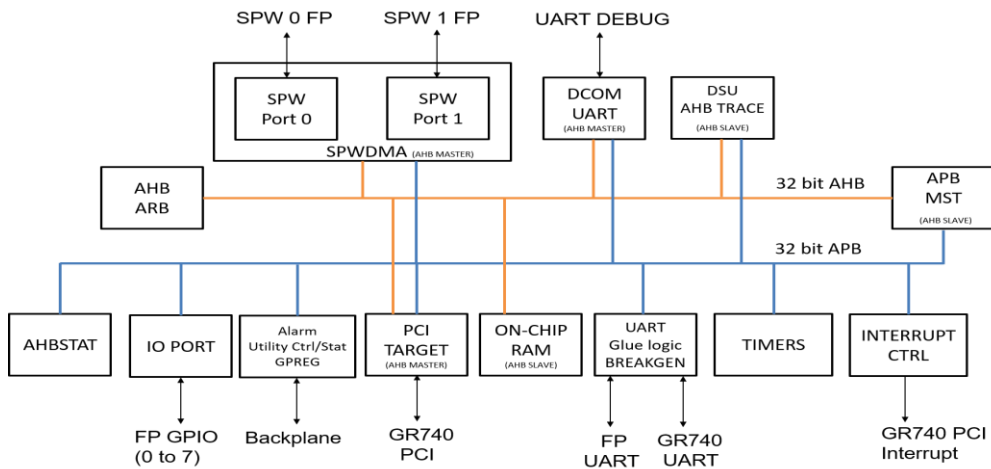 SPW 0 FP
SPW 1 FP
UART DEBUG
SPW
Port 0
SPW
Port 1
SPWDMA (AHB MASTER)
DCOM
UART
(AHB MASTER)
DSU
AHB TRACE
(AHB SLAVE)
AHB
ARB
32 bit AHB
APB
MST
(AHB SLAVE)
32 bit APB
AHBSTAT
IO PORT
Alarm
Utility Ctrl/Stat
GPREG
PCI
TARGET
(AHB MASTER)
ON-CHIP
RAM
(AHB SLAVE)
UART
Glue logic
BREAKGEN
TIMERS
INTERRUPT
CTRL
FP GPIO
(0 to 7)
Backplane
GR740
PCI
FP
UART
GR740
UART
GR740 PCI
Interrupt